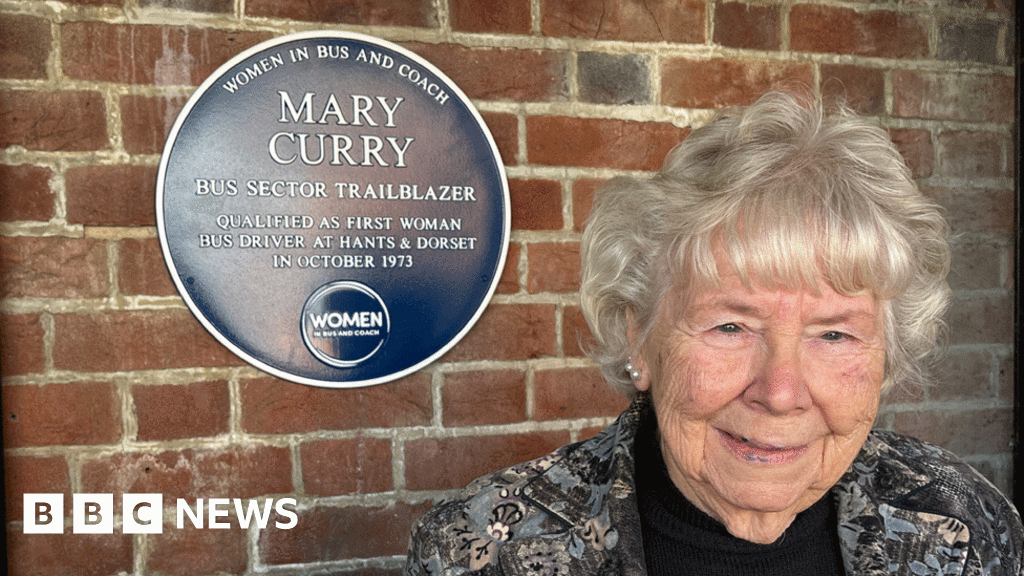 WOMEN IN BUS AND COACH
MARY
CURRY
BUS SECTOR TRAILBLAZER
QUALIFIED AS FIRST WOMAN
BUS DRIVER AT HANTS & DORSET
IN OCTOBER 1973
WOMEN
IN BUS AND COACH
BBC NEWS